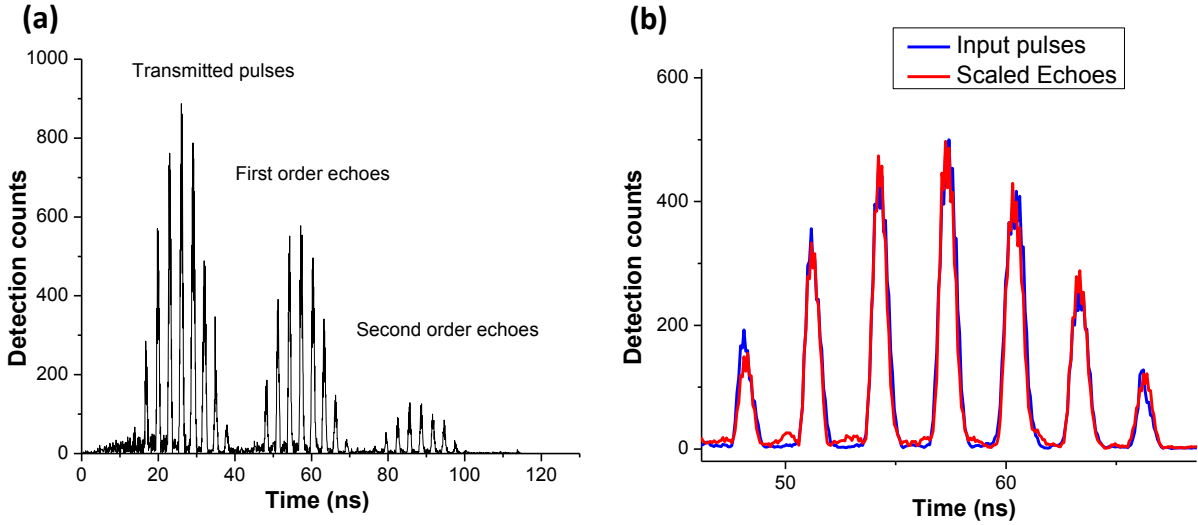 (a)
1000
800
600
400
200
0
Detection counts
Transmitted pulses
First order echoes
Second order echoes
0 20 40 60 80 100 120
Time (ns)
(b)
Input pulses
Scaled Echoes
600
400
200
0
Detection counts
50 60
Time (ns)